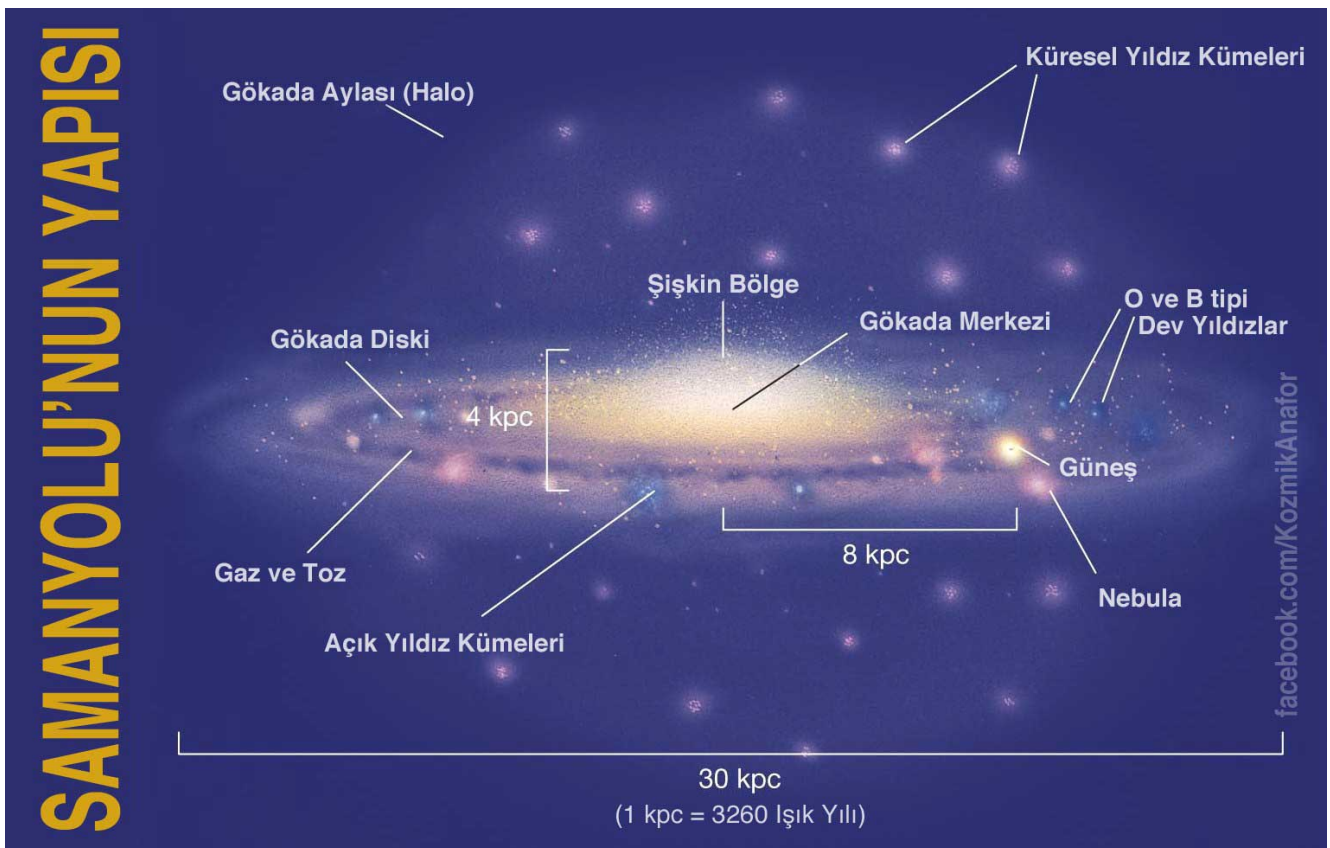 SAMANYOLU'NUN YAPISI
Küresel Yıldız Kümeleri
Gökada Aylası (Halo)
Şişkin Bölge
O ve B tipi
Dev Yıldızlar
Gökada Merkezi
Gökada Diski
4 kpc
Güneş
8 kpc
Gaz ve Toz
Nebula
Açık Yıldız Kümeleri
30 kpc
(1 kpc = 3260 Işık Yılı)
facebook.com/KozmikAnafor